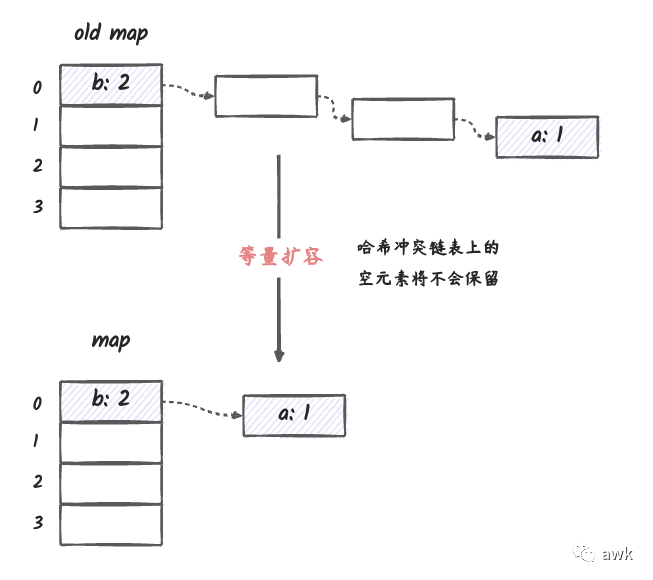 old map
0
b: 2
1
a: 1
2
3
等量扩容
哈希冲突链表上的
空元素将不会保留
map
0
b: 2
a: 1
1
2
3
awk